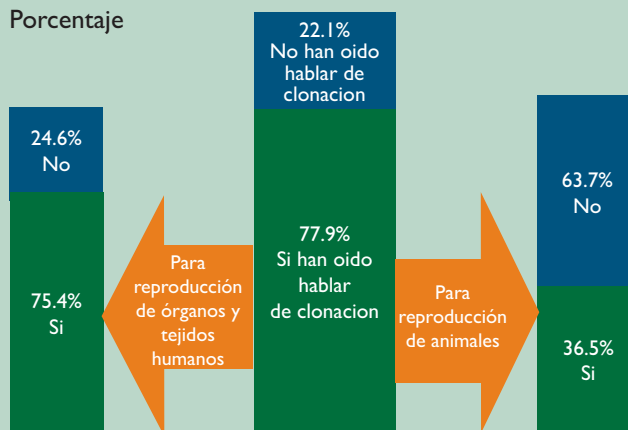 Porcentaje
24.6%
No
75.4%
Si
Para
reproducción
de órganos y
tejidos
humanos
22.1%
No han oido
hablar de
clonacion
77.9%
Si han oido
hablar
de clonacion
Para
reproducción
de animales
63.7%
No
36.5%
Si